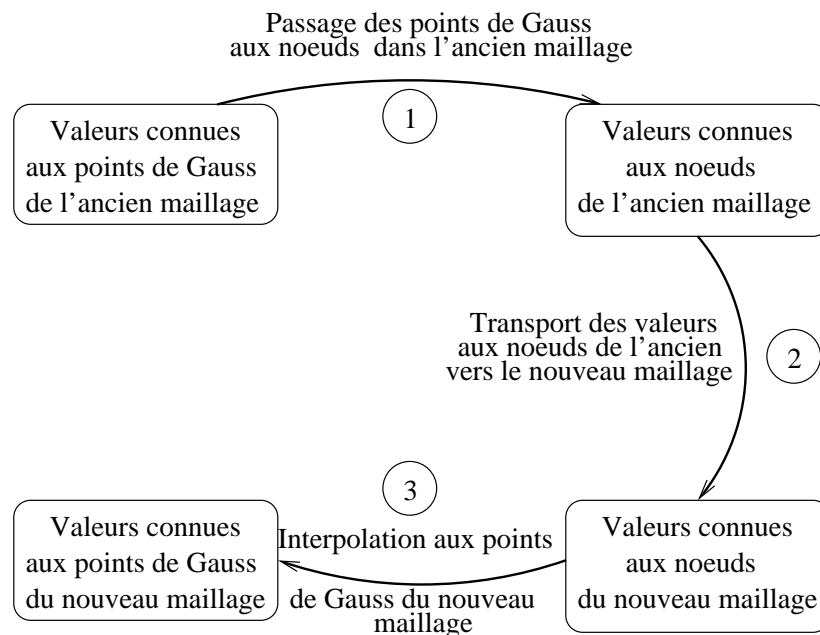 Passage des points de Gauss
aux noeuds dans l'ancien maillage
1
Valeurs connues
aux points de Gauss
de l'ancien maillage
Valeurs connues
aux noeuds
de l'ancien maillage
Transport des valeurs
aux noeuds de l'ancien
vers le nouveau maillage
2
3
Interpolation aux points
de Gauss du nouveau
maillage
Valeurs connues
aux points de Gauss
du nouveau maillage
Valeurs connues
aux noeuds
du nouveau maillage